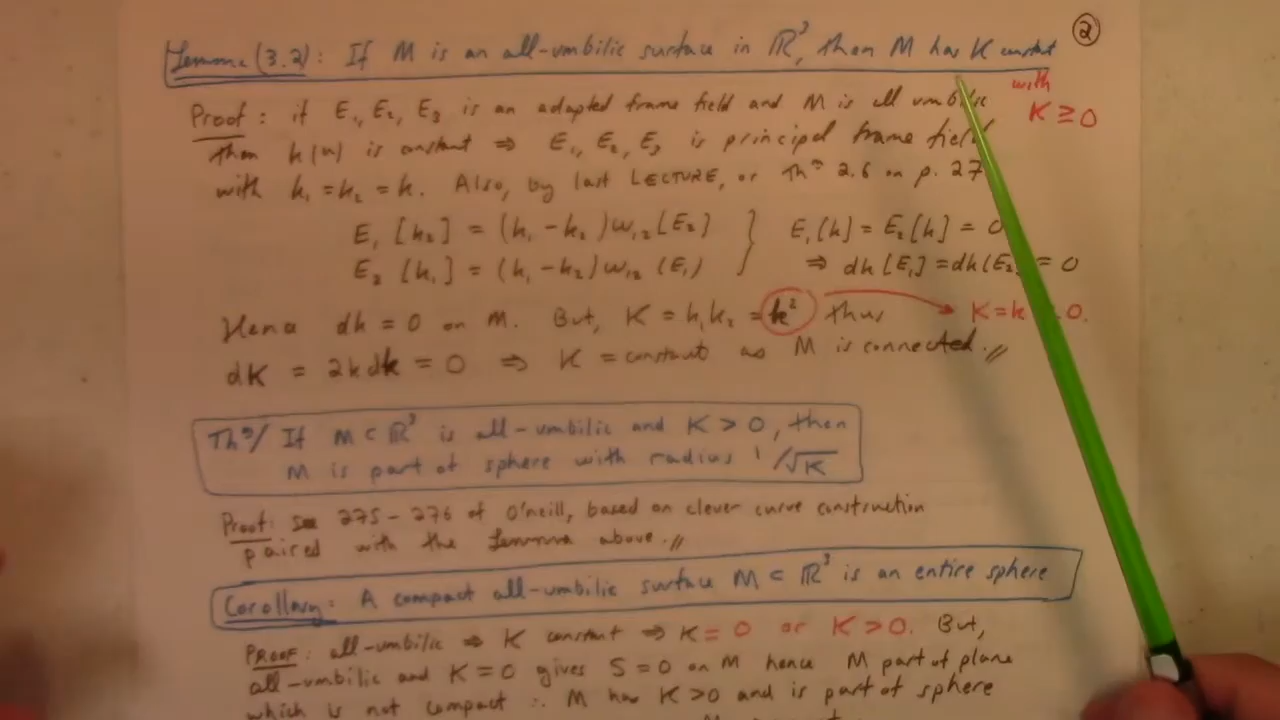 ②
Lemma (3.2): If M is an all-umbilic surface in ℝ³, then M has K constant
with
K ≥ 0
Proof: if E₁, E₂, E₃ is an adapted frame field and M is all umbilic
then k(u) is constant ⇒ E₁, E₂, E₃ is principal frame field
with k₁ = k₂ = k. Also, by last LECTURE, or Thᵐ 2.6 on p. 27
E₁[k₂] = (k₁ - k₂)ω₁₂[E₂] } E₁[k] = E₂[k] = 0
E₂[k₁] = (k₁ - k₂)ω₁₂(E₁) ⇒ dk[E₁] = dk(E₂) = 0
Hence dk = 0 on M. But, K = k₁k₂ = k² thus K = k 0.
dK = 2kdk = 0 ⇒ K = constant as M is connected.//
Thᵐ/ If M ⊂ ℝ³ is all-umbilic and K > 0, then
M is part of sphere with radius 1/√K
Proof: see 275-276 of O'neill, based on clever curve construction
paired with the Lemma above.//
Corollary: A compact all-umbilic surface M ⊂ ℝ³ is an entire sphere
PROOF: all-umbilic ⇒ K constant ⇒ K = 0 or K > 0. But,
all-umbilic and K = 0 gives S = 0 on M hence M part of plane
which is not compact ∴ M has K > 0 and is part of sphere